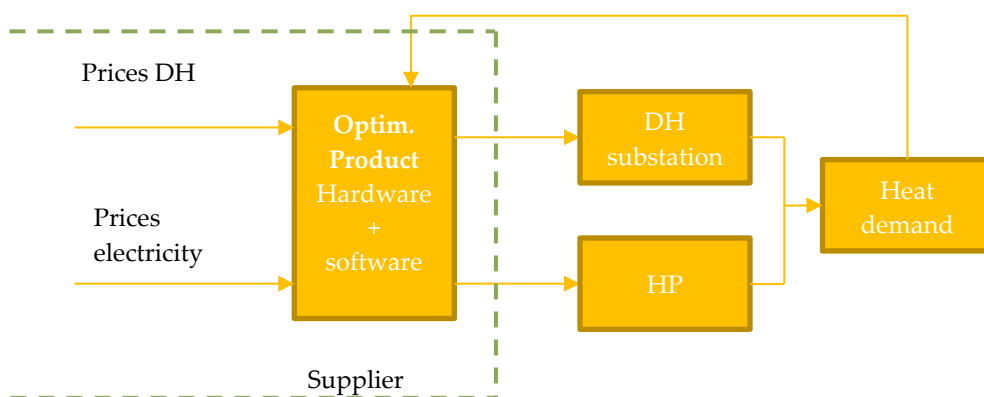 Prices DH
Prices
electricity
Optim.
Product
Hardware
+
software
DH
substation
HP
Heat
demand
Supplier